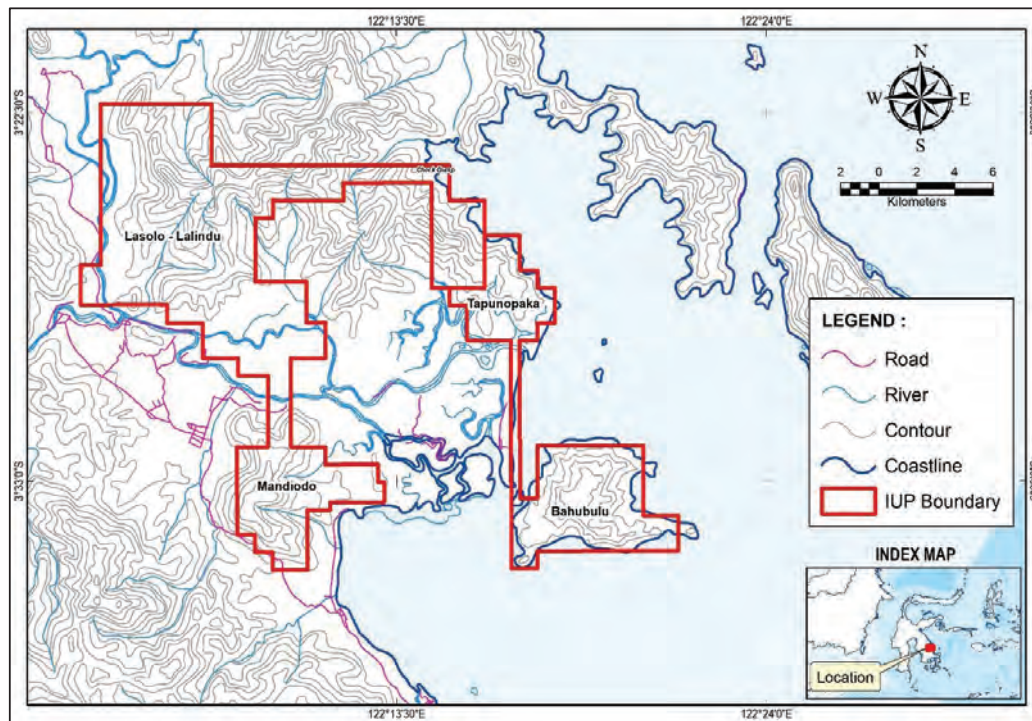 122°13'30"E
122°24'0"E
N
W
E
S
3°22'30"S
2 0 2 4 6
Kilometers
Lasolo - Lalindu
Tapunopaka
LEGEND :
Road
River
Contour
Coastline
IUP Boundary
3°33'0"S
Mandiodo
Bahubulu
INDEX MAP
Location
122°13'30"E
122°24'0"E